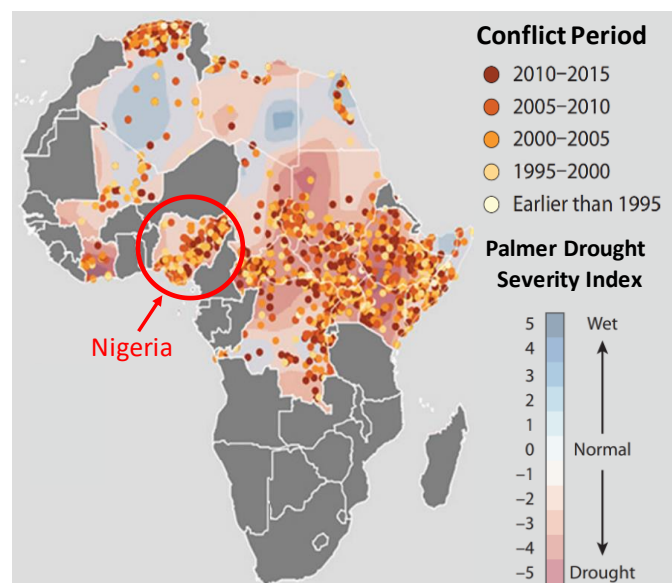 Conflict Period
2010–2015
2005–2010
2000–2005
1995–2000
Earlier than 1995
Palmer Drought
Severity Index
5 Wet
4
3
2
1
0 Normal
−1
−2
−3
−4
−5 Drought
Nigeria